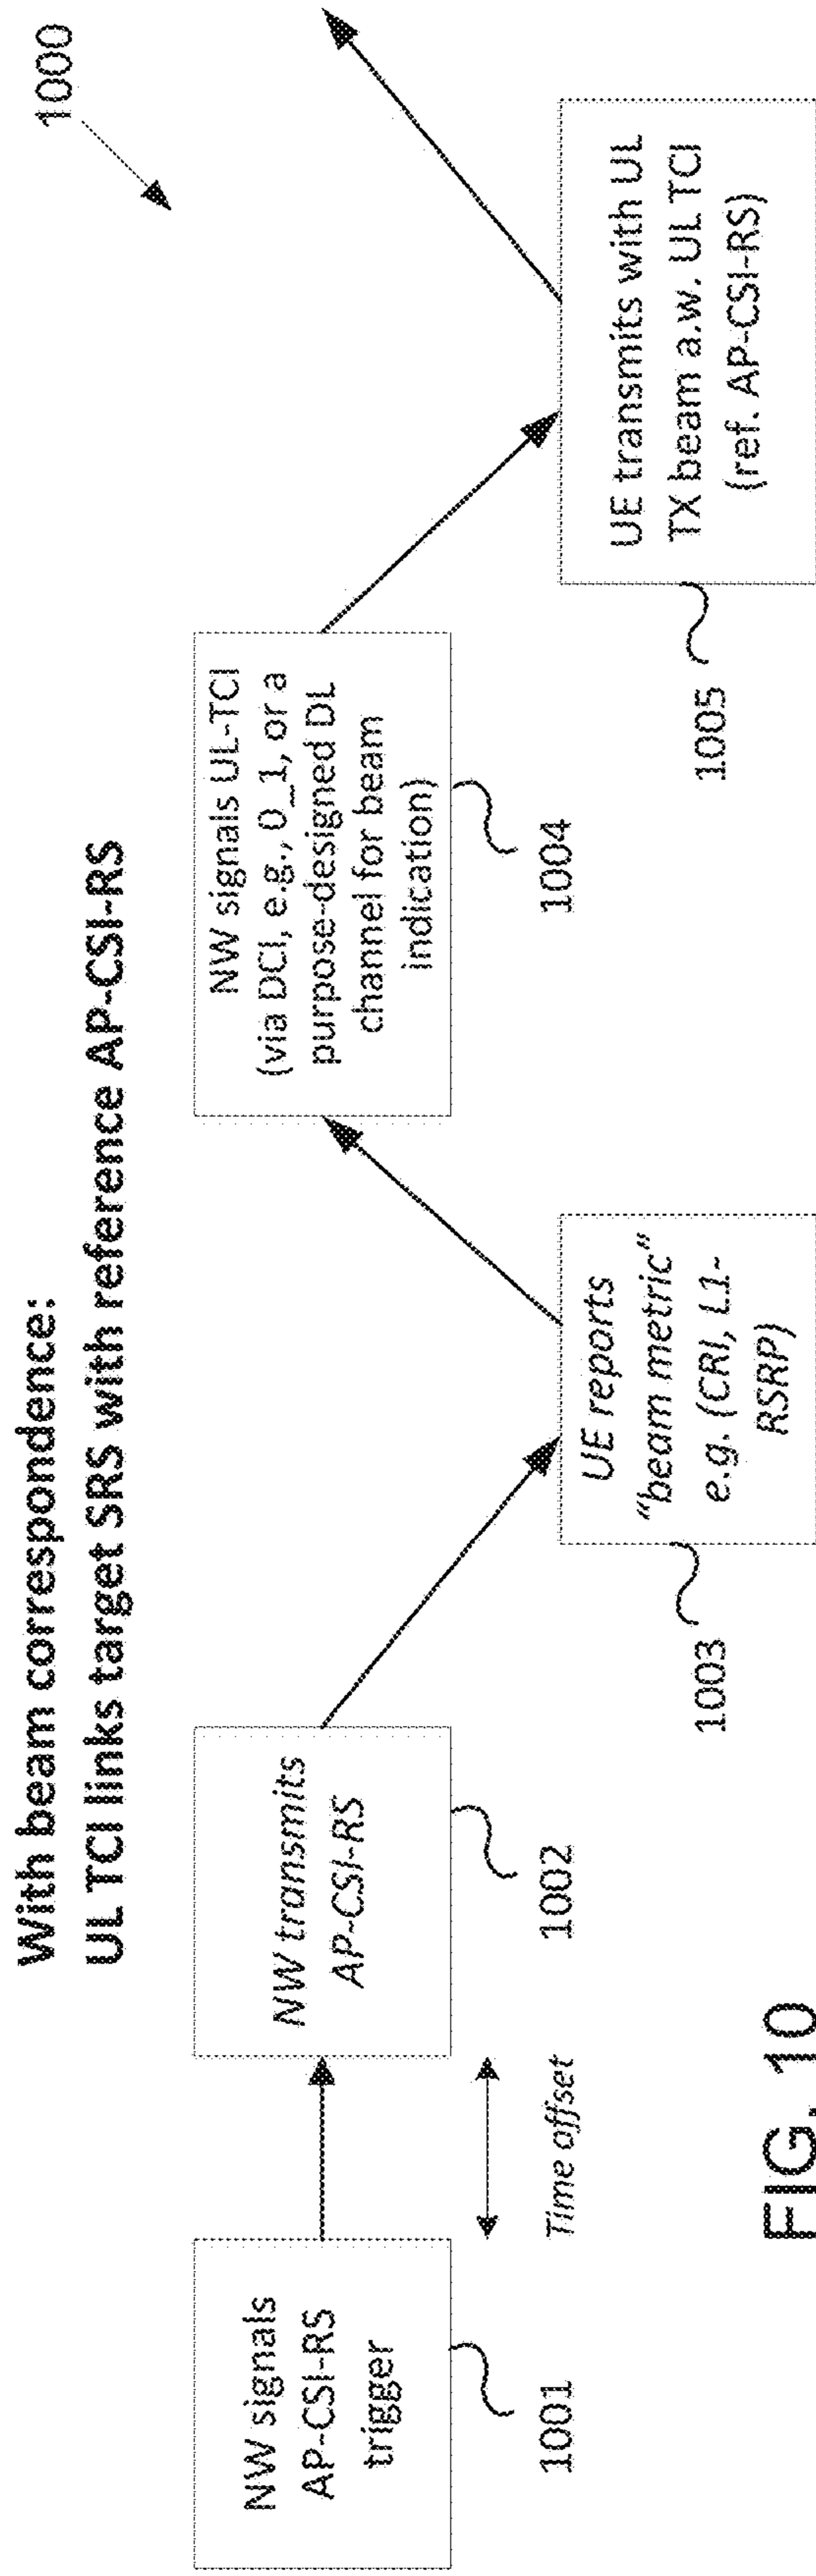 1000
With beam correspondence:
UL TCI links target SRS with reference AP-CSI-RS
NW signals
AP-CSI-RS
trigger
1001
Time offset
NW transmits
AP-CSI-RS
1002
UE reports
"beam metric"
e.g. (CRI, L1-
RSRP)
1003
NW signals UL-TCI
(via DCI, e.g., 0_1, or a
purpose-designed DL
channel for beam
indication)
1004
UE transmits with UL
TX beam a.w. UL TCI
(ref. AP-CSI-RS)
1005
FIG. 10